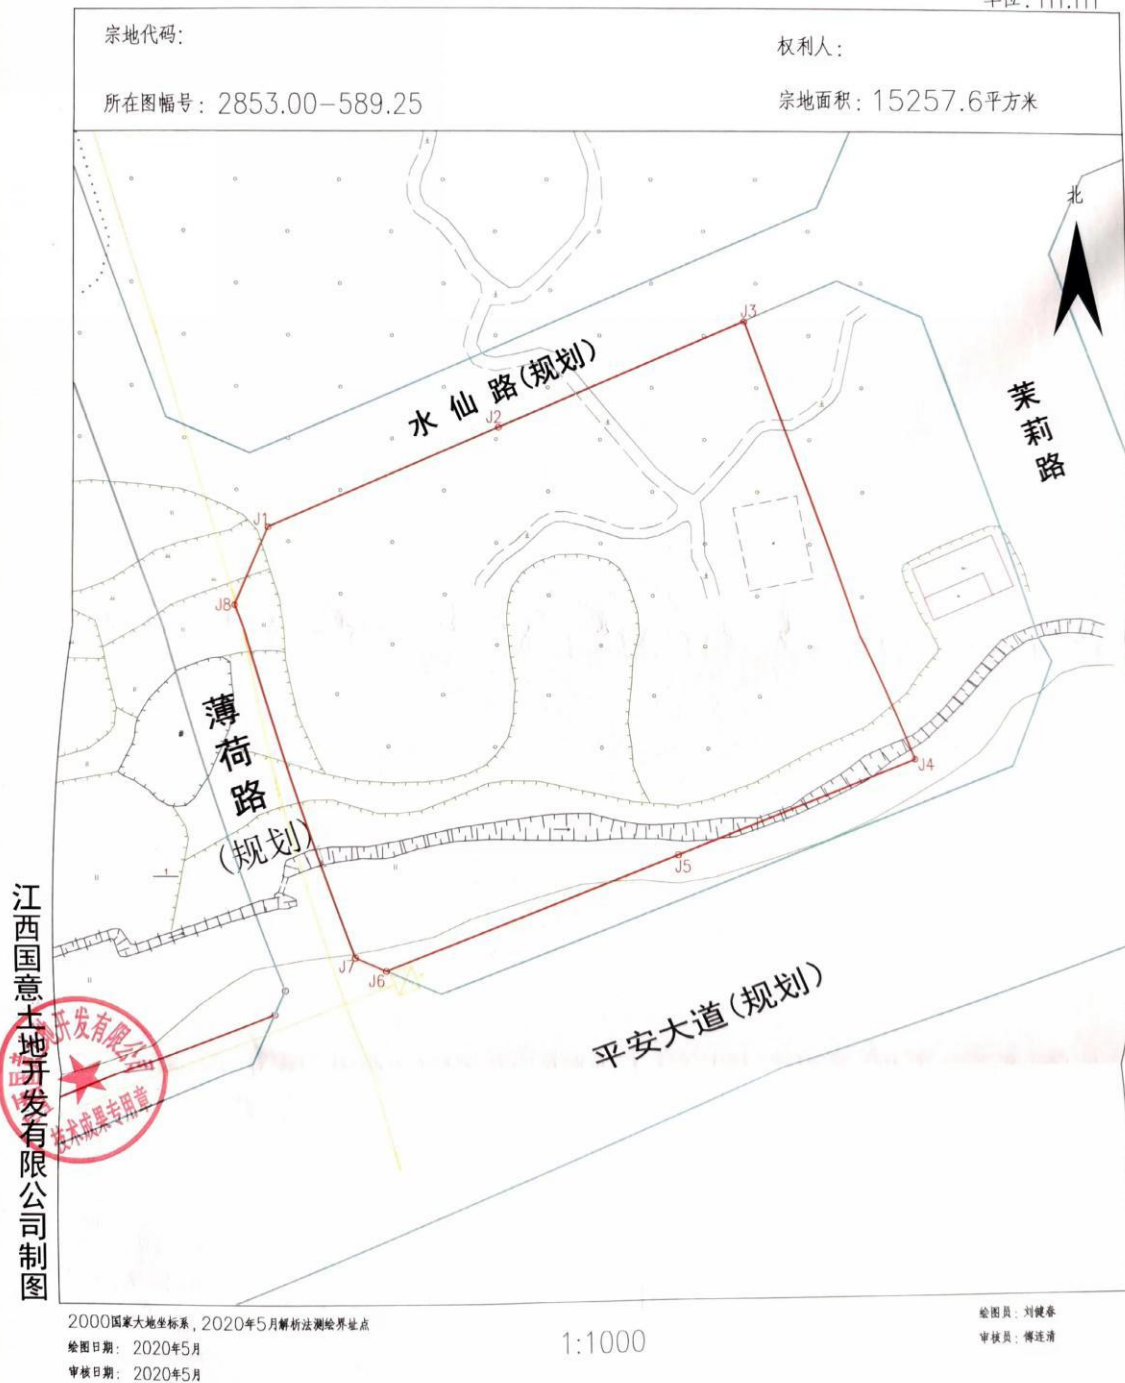 单位：m.m²
宗地代码：
权利人：
所在图幅号：2853.00-589.25
宗地面积：15257.6平方米
北
J3
水仙路(规划)
J2
茉莉路
J1
J8
薄荷路
(规划)
J4
J5
J7
J6
平安大道(规划)
江西国意土地开发有限公司制图
技术成果专用章
2000国家大地坐标系，2020年5月解析法测绘界址点
绘图日期：2020年5月
审核日期：2020年5月
1:1000
绘图员：刘健春
审核员：傅连清